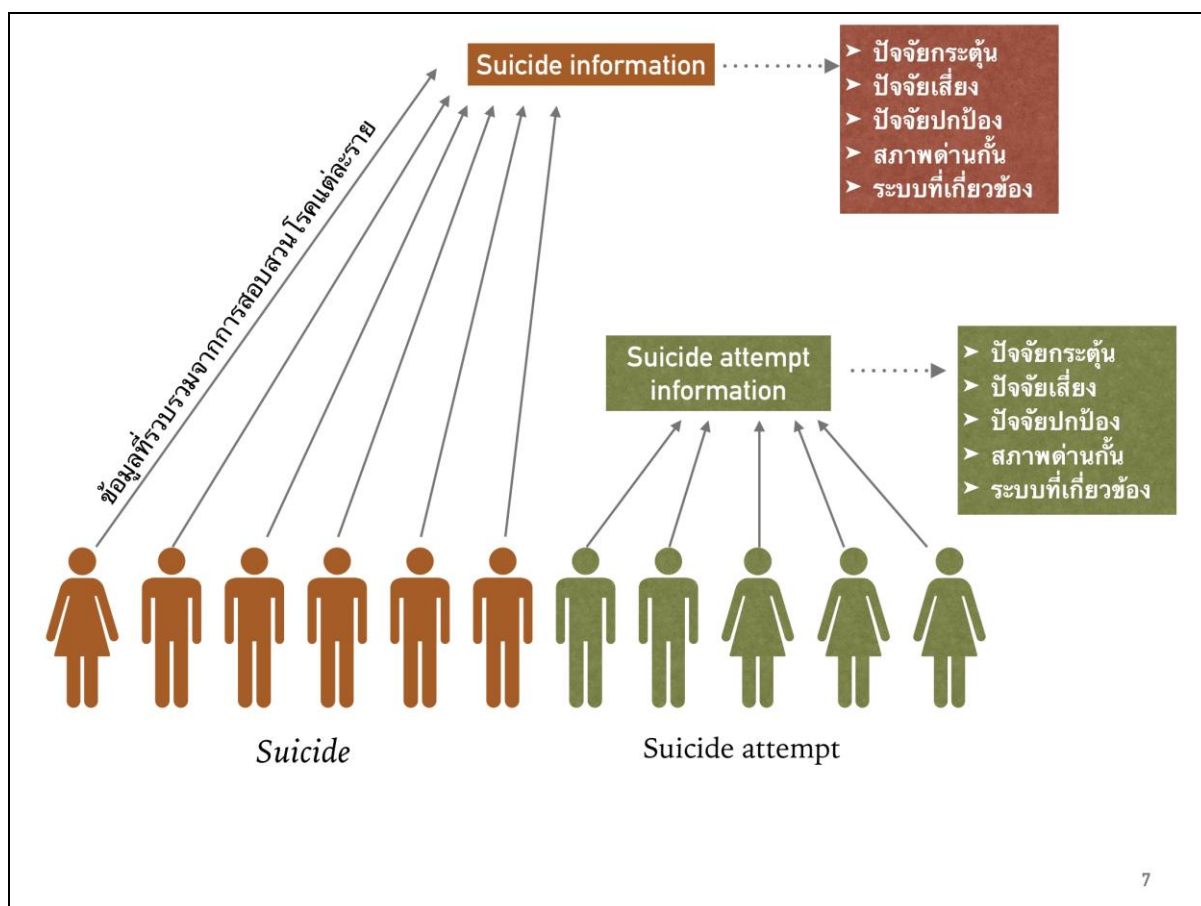 Suicide information
➤ ปัจจัยกระตุ้น
➤ ปัจจัยเสี่ยง
➤ ปัจจัยปกป้อง
➤ สภาพด่านกั้น
➤ ระบบที่เกี่ยวข้อง
ข้อมูลที่รวบรวมจากการสอบสวนโรคแต่ละราย
Suicide attempt
information
➤ ปัจจัยกระตุ้น
➤ ปัจจัยเสี่ยง
➤ ปัจจัยปกป้อง
➤ สภาพด่านกั้น
➤ ระบบที่เกี่ยวข้อง
Suicide
Suicide attempt
7